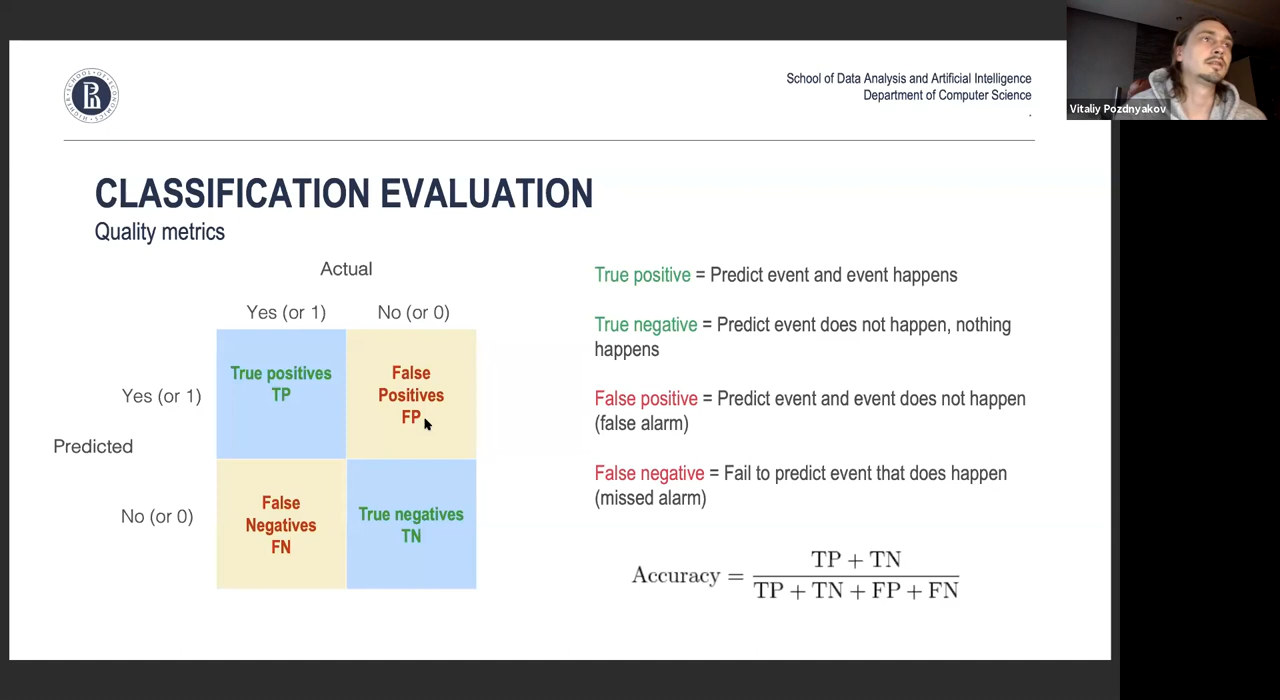 School of Data Analysis and Artificial Intelligence
Department of Computer Science
.
Vitaliy Pozdnyakov
CLASSIFICATION EVALUATION
Quality metrics
Actual
Yes (or 1) No (or 0)
True positives
TP
False
Positives
FP
Yes (or 1)
Predicted
No (or 0)
False
Negatives
FN
True negatives
TN
True positive = Predict event and event happens
True negative = Predict event does not happen, nothing
happens
False positive = Predict event and event does not happen
(false alarm)
False negative = Fail to predict event that does happen
(missed alarm)
Accuracy = TP + TN
TP + TN + FP + FN